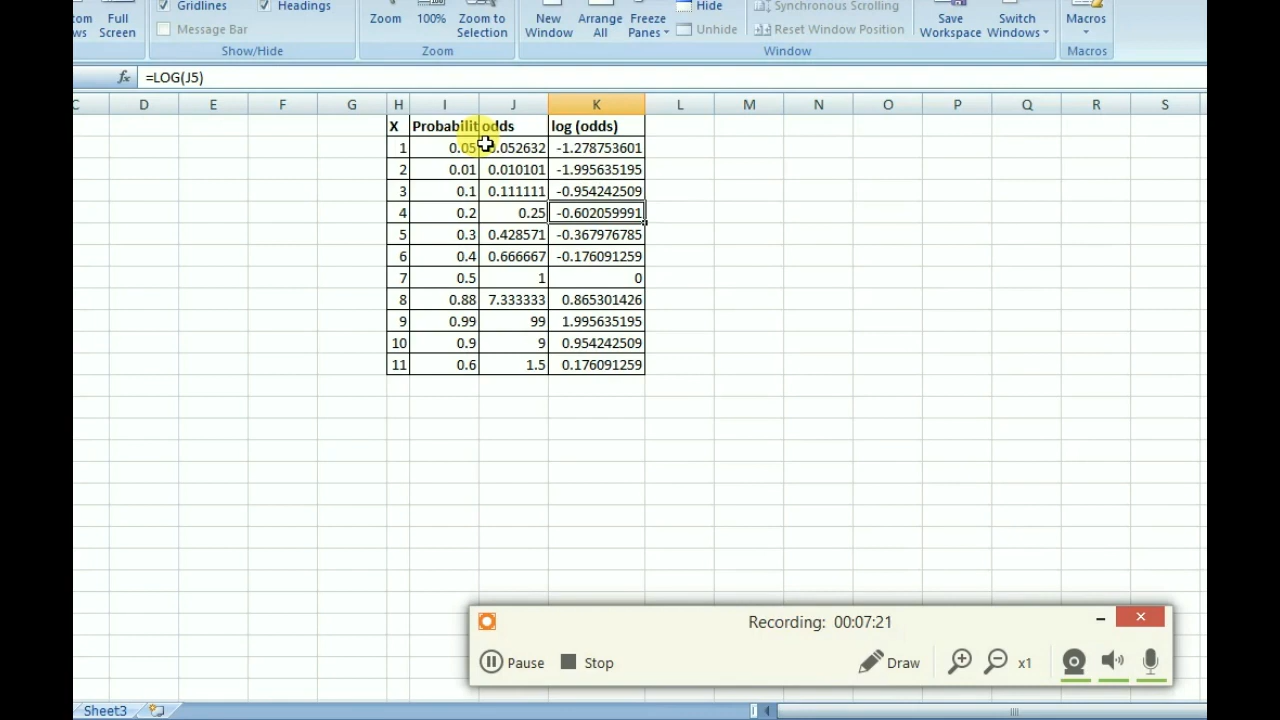 Gridlines Headings Hide Synchronous Scrolling
Full Screen Message Bar Zoom 100% Zoom to Selection New Window Arrange All Freeze Panes Unhide Reset Window Position Save Workspace Switch Windows Macros
Show/Hide Zoom Window Macros
fx =LOG(J5)
C D E F G H I J K L M N O P Q R S
X Probabilit odds log (odds)
1 0.05 0.052632 -1.278753601
2 0.01 0.010101 -1.995635195
3 0.1 0.111111 -0.954242509
4 0.2 0.25 -0.602059991
5 0.3 0.428571 -0.367976785
6 0.4 0.666667 -0.176091259
7 0.5 1 0
8 0.88 7.333333 0.865301426
9 0.99 99 1.995635195
10 0.9 9 0.954242509
11 0.6 1.5 0.176091259
Recording: 00:07:21
Pause Stop Draw x1
Sheet3